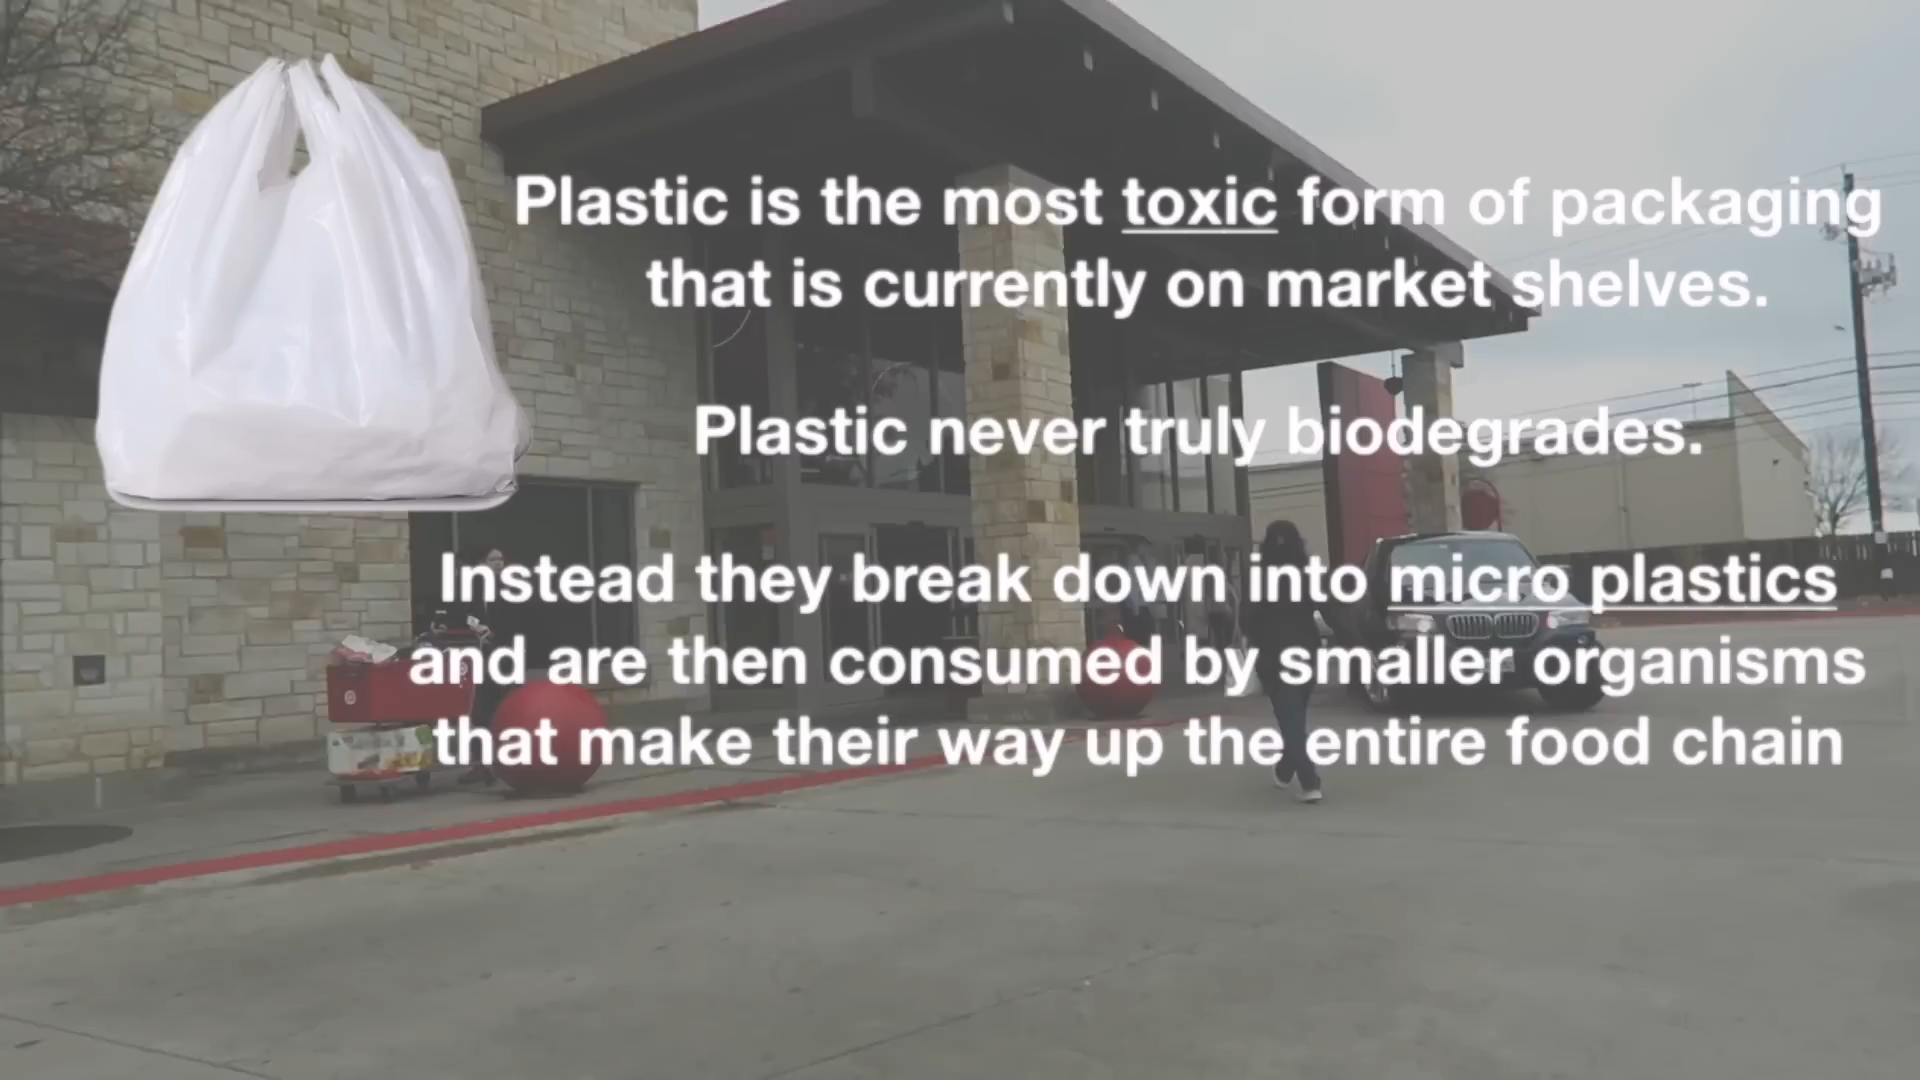 Plastic is the most toxic form of packaging
that is currently on market shelves.
Plastic never truly biodegrades.
Instead they break down into micro plastics
and are then consumed by smaller organisms
that make their way up the entire food chain